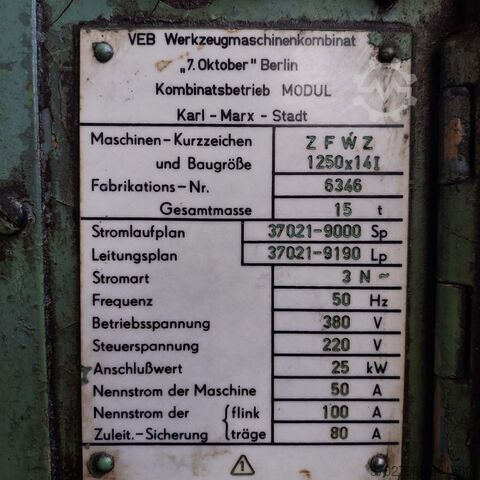 VEB Werkzeugmaschinenkombinat
„7. Oktober" Berlin
Kombinatsbetrieb MODUL
Karl-Marx-Stadt
Maschinen-Kurzzeichen Z F W Z
und Baugröße 1250x14I
Fabrikations-Nr. 6346
Gesamtmasse 15 t
Stromlaufplan 37021-9000 Sp
Leitungsplan 37021-9190 Lp
Stromart 3 N ~
Frequenz 50 Hz
Betriebsspannung 380 V
Steuerspannung 220 V
Anschlußwert 25 kW
Nennstrom der Maschine 50 A
Nennstrom der { flink 100 A
Zuleit.-Sicherung { träge 80 A
1